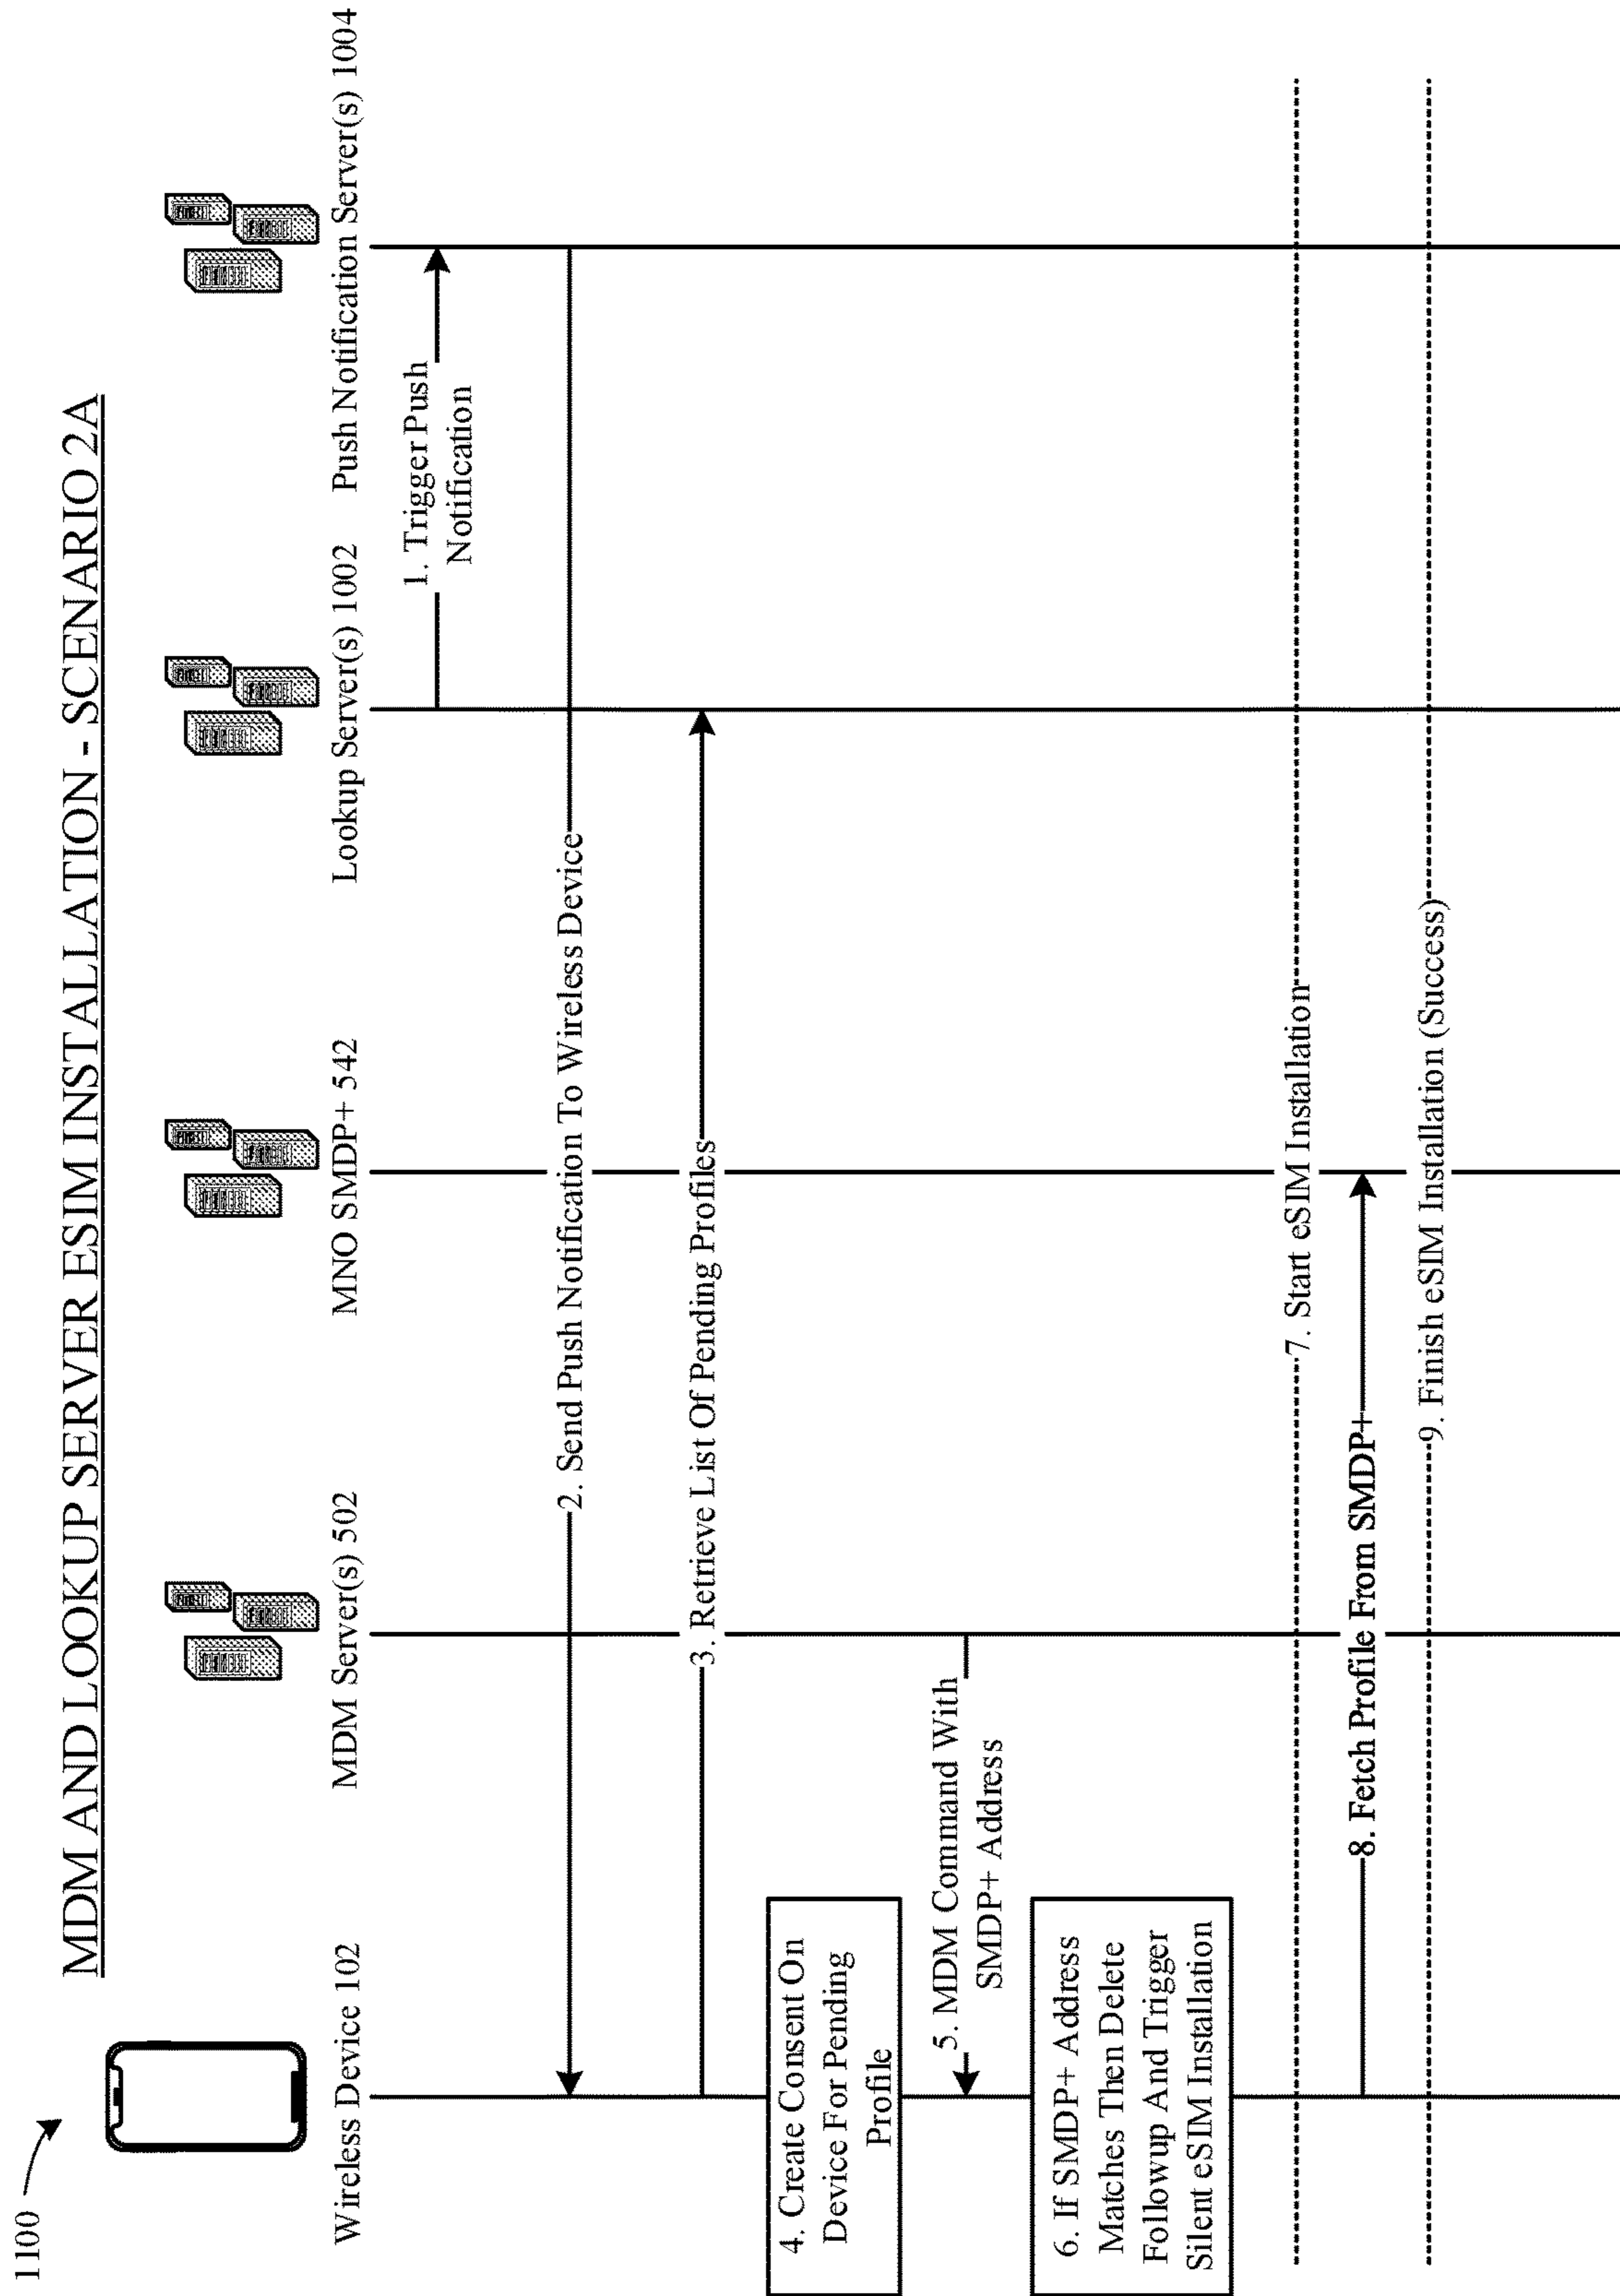 1100
MDM AND LOOKUP SERVER ESIM INSTALLATION - SCENARIO 2A
Wireless Device 102
MDM Server(s) 502
MNO SMDP+ 542
Lookup Server(s) 1002
Push Notification Server(s) 1004
1. Trigger Push
Notification
2. Send Push Notification To Wireless Device
3. Retrieve List Of Pending Profiles
4. Create Consent On
Device For Pending
Profile
5. MDM Command With
SMDP+ Address
6. If SMDP+ Address
Matches Then Delete
Followup And Trigger
Silent eSIM Installation
7. Start eSIM Installation
8. Fetch Profile From SMDP+
9. Finish eSIM Installation (Success)